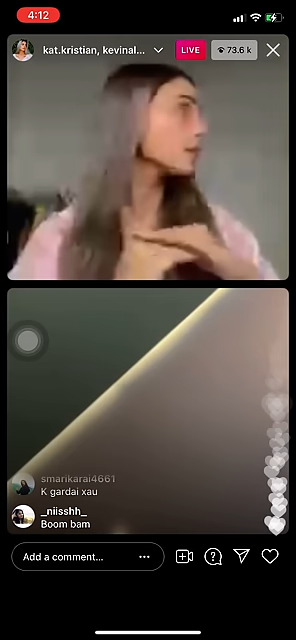 4:12
kat.kristian, kevinal...
LIVE
73.6 k
smarikarai4661
K gardai xau
_niisshh_
Boom bam
Add a comment...